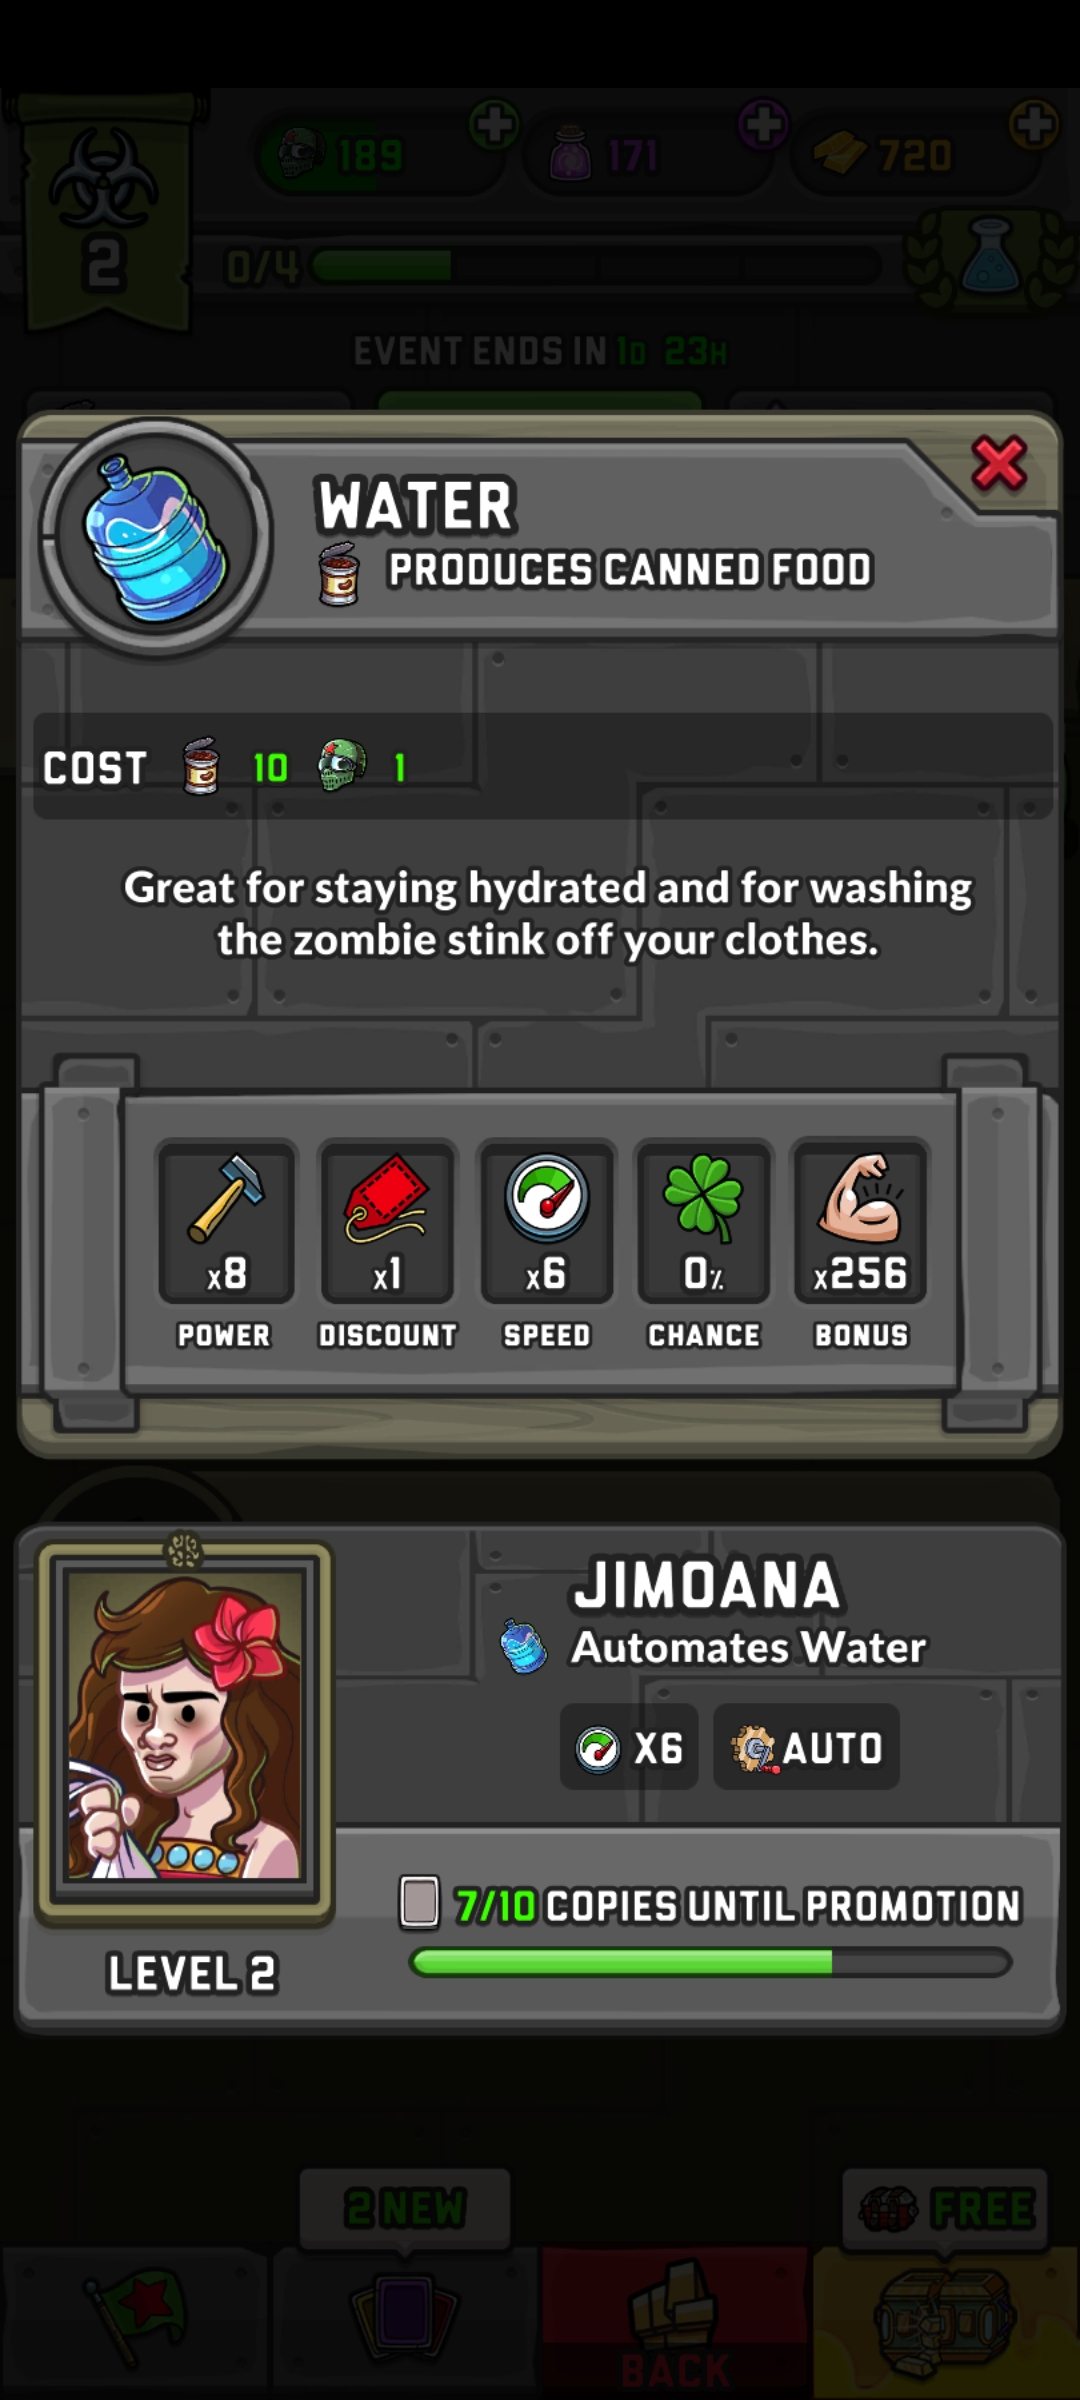 189
171
720
2
0/4
EVENT ENDS IN 1D 23H
WATER
PRODUCES CANNED FOOD
COST 10 1
Great for staying hydrated and for washing
the zombie stink off your clothes.
x8 x1 x6 0% x256
POWER DISCOUNT SPEED CHANCE BONUS
JIMOANA
Automates Water
X6 AUTO
7/10 COPIES UNTIL PROMOTION
LEVEL 2
2 NEW
FREE
BACK